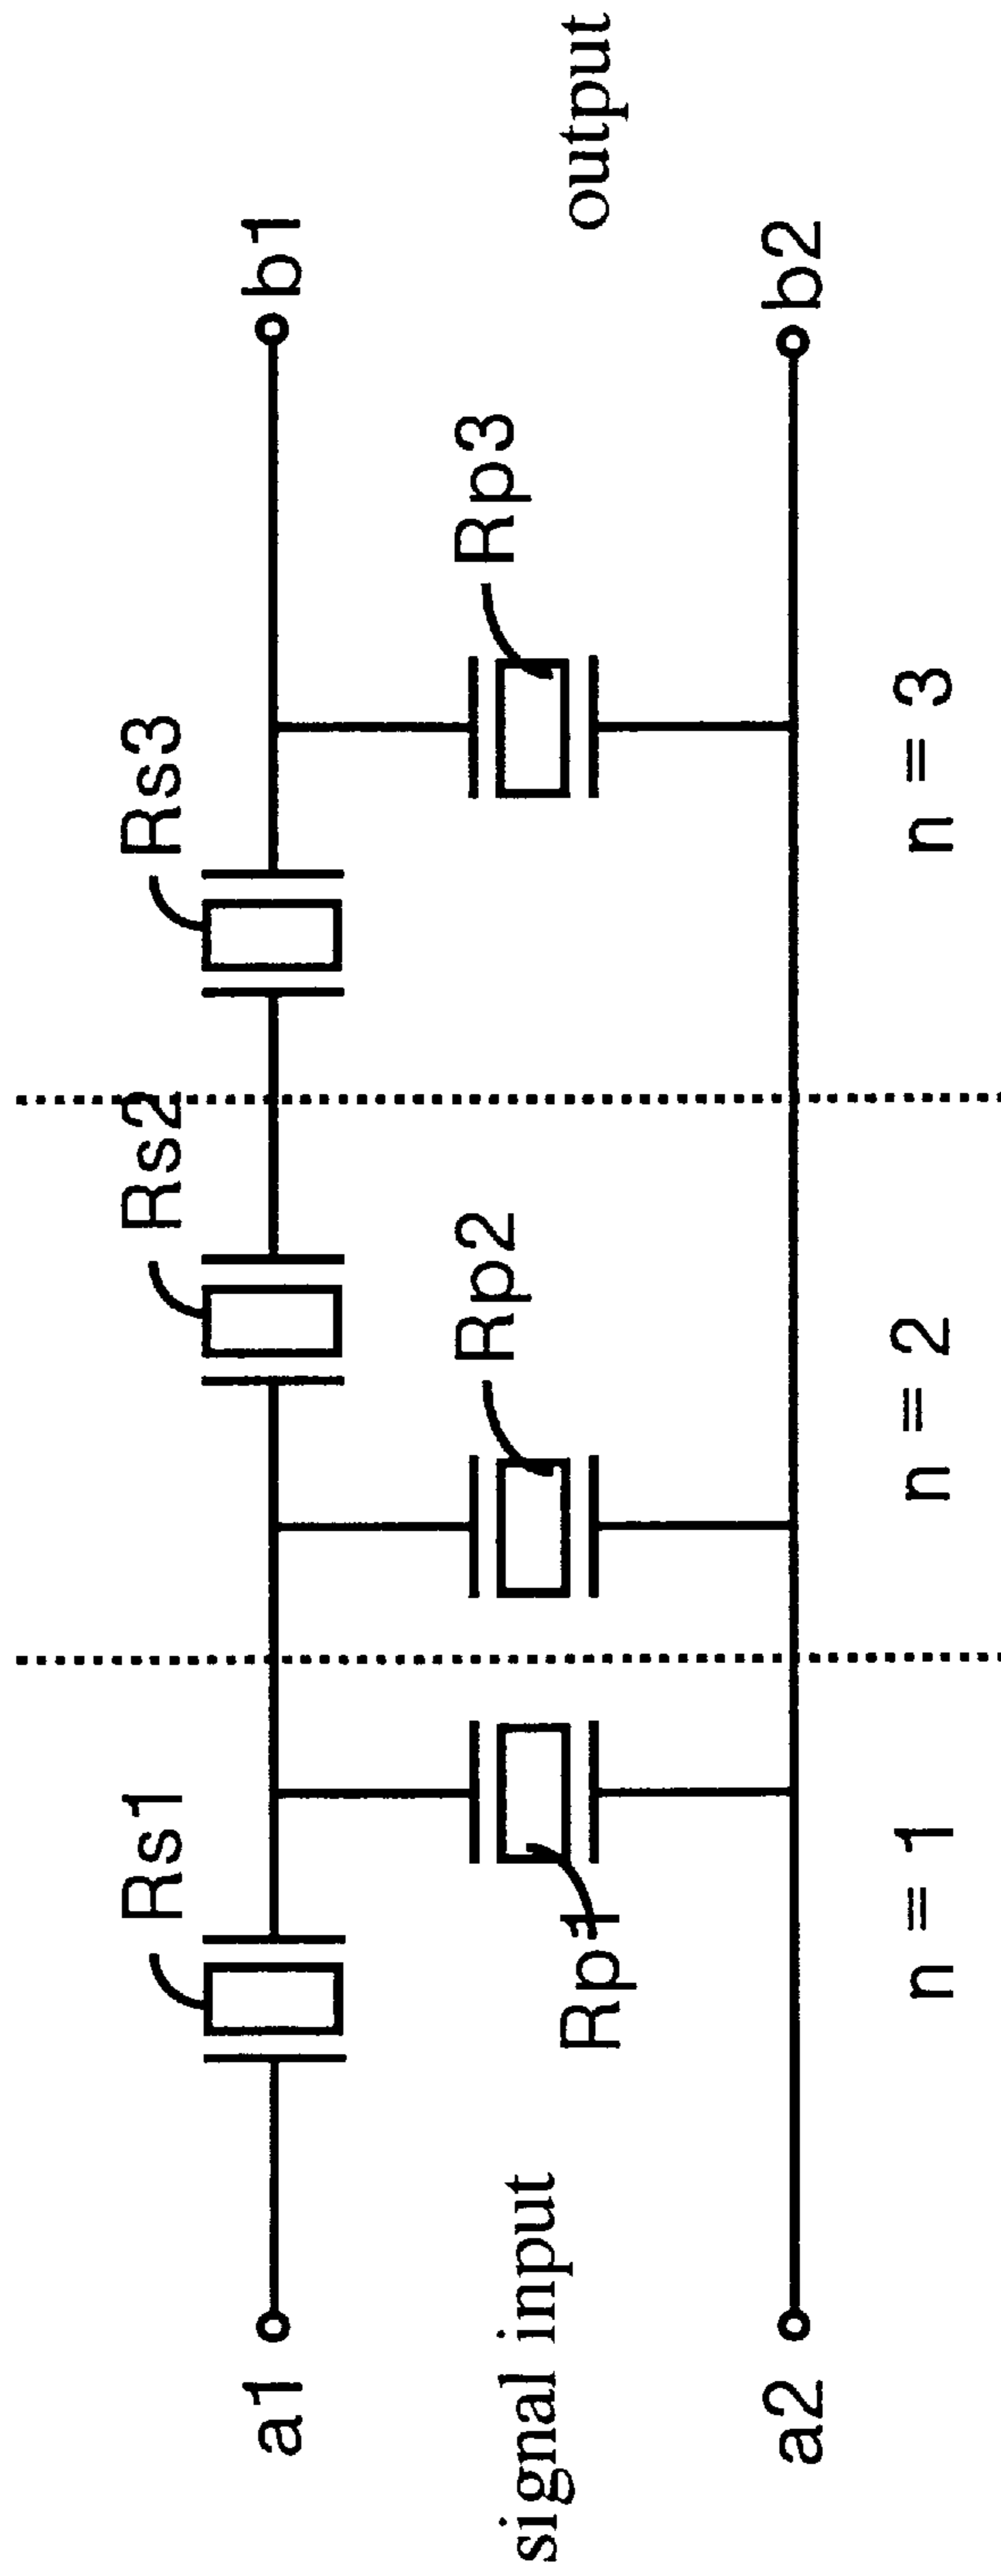 Rs1
Rs2
Rs3
a1
b1
Rp2
Rp3
signal input
Rp1
output
a2
b2
n = 1
n = 2
n = 3